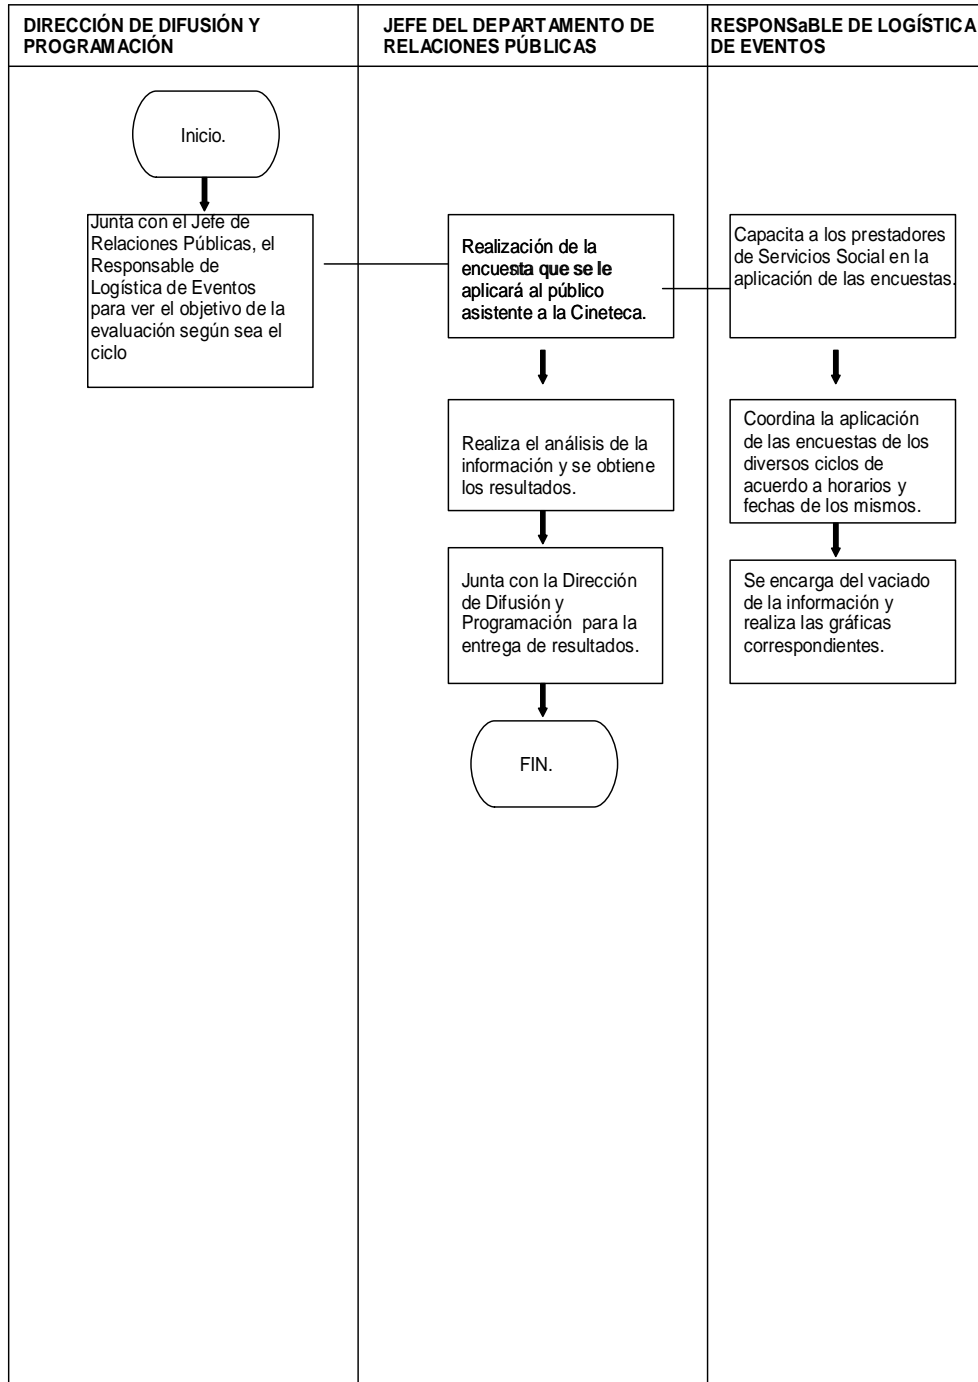 DIRECCIÓN DE DIFUSIÓN Y
PROGRAMACIÓN
JEFE DEL DEPARTAMENTO DE
RELACIONES PÚBLICAS
RESPONSaBLE DE LOGÍSTICA
DE EVENTOS
Inicio.
Junta con el Jefe de
Relaciones Públicas, el
Responsable de
Logística de Eventos
para ver el objetivo de la
evaluación según sea el
ciclo
Realización de la
encuesta que se le
aplicará al público
asistente a la Cineteca.
Capacita a los prestadores
de Servicios Social en la
aplicación de las encuestas.
Realiza el análisis de la
información y se obtiene
los resultados.
Coordina la aplicación
de las encuestas de los
diversos ciclos de
acuerdo a horarios y
fechas de los mismos.
Junta con la Dirección
de Difusión y
Programación para la
entrega de resultados.
Se encarga del vaciado
de la información y
realiza las gráficas
correspondientes.
FIN.